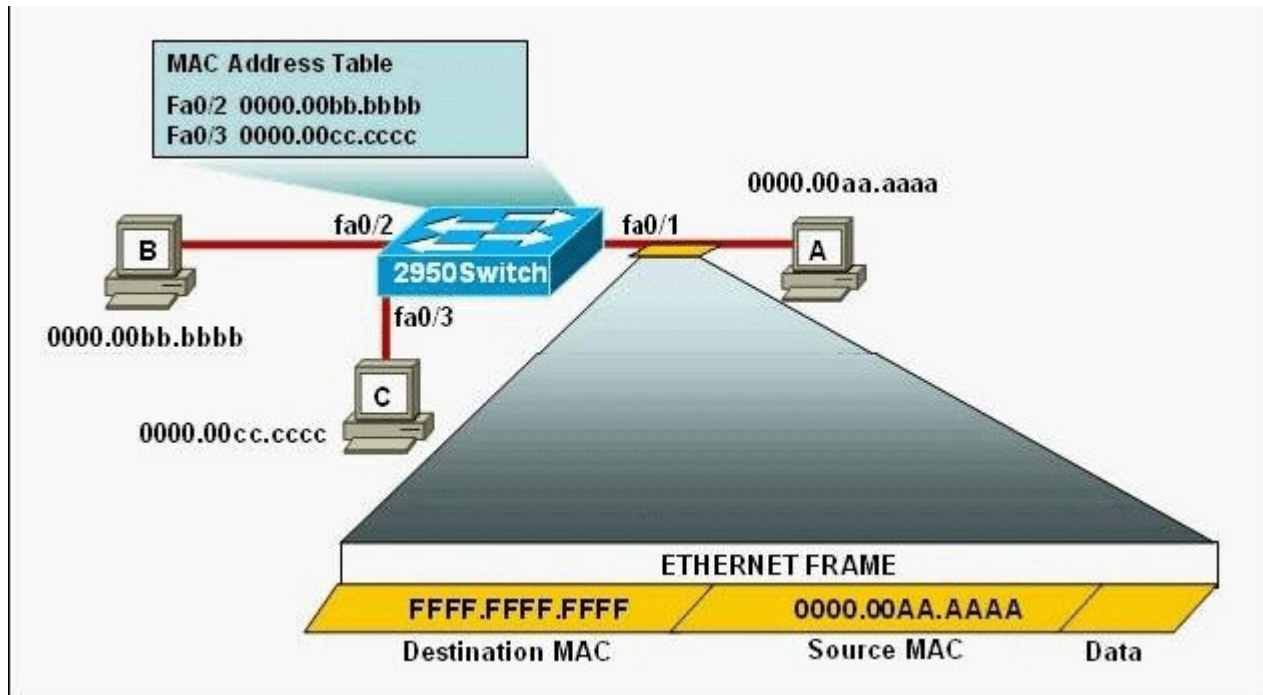 MAC Address Table
Fa0/2 0000.00bb.bbbb
Fa0/3 0000.00cc.cccc
0000.00aa.aaaa
fa0/2
fa0/1
B
A
2950Switch
0000.00bb.bbbb
fa0/3
C
0000.00cc.cccc
ETHERNET FRAME
FFFF.FFFF.FFFF 0000.00AA.AAAA
Destination MAC Source MAC Data